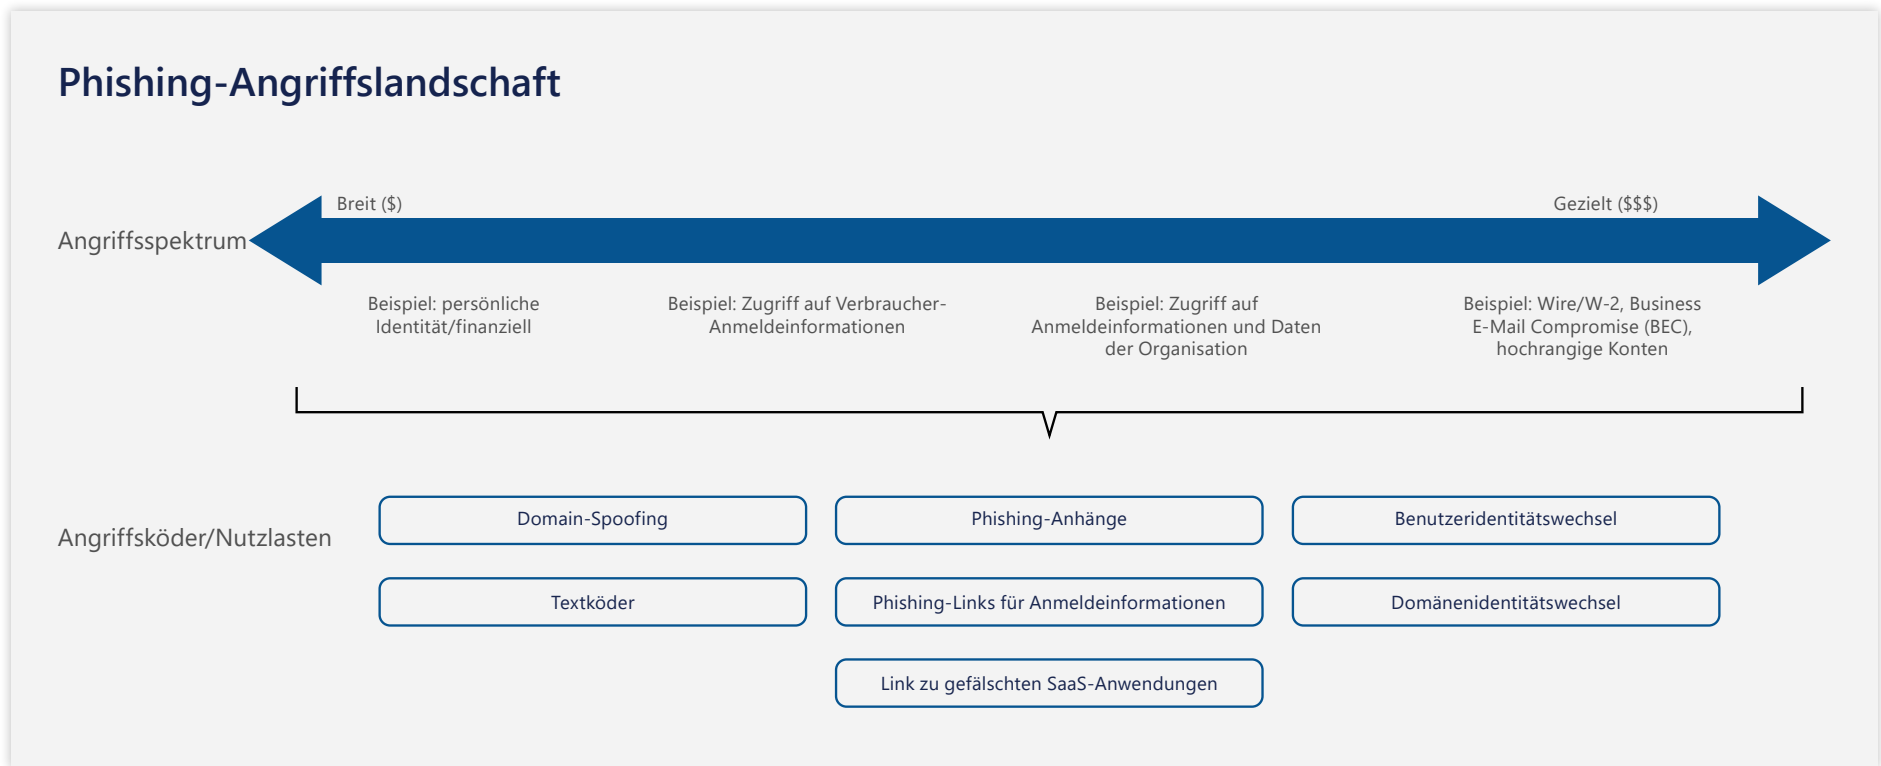 Phishing-Angriffslandschaft
Breit ($)
Gezielt ($$$)
Angriffsspektrum
Beispiel: persönliche
Identität/finanziell
Beispiel: Zugriff auf Verbraucher-
Anmeldeinformationen
Beispiel: Zugriff auf
Anmeldeinformationen und Daten
der Organisation
Beispiel: Wire/W-2, Business
E-Mail Compromise (BEC),
hochrangige Konten
Angriffsköder/Nutzlasten
Domain-Spoofing
Phishing-Anhänge
Benutzeridentitätswechsel
Textköder
Phishing-Links für Anmeldeinformationen
Domänenidentitätswechsel
Link zu gefälschten SaaS-Anwendungen